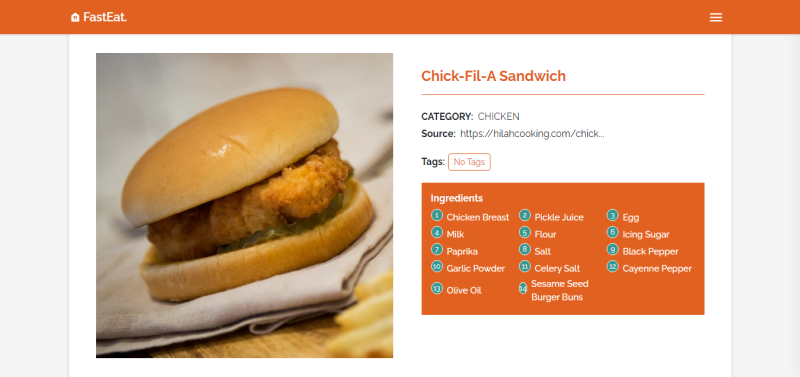 FastEat.
Chick-Fil-A Sandwich
CATEGORY: CHICKEN
Source: https://hilahcooking.com/chick...
Tags: No Tags
Ingredients
1 Chicken Breast 2 Pickle Juice 3 Egg
4 Milk 5 Flour 6 Icing Sugar
7 Paprika 8 Salt 9 Black Pepper
10 Garlic Powder 11 Celery Salt 12 Cayenne Pepper
13 Olive Oil 14 Sesame Seed
Burger Buns